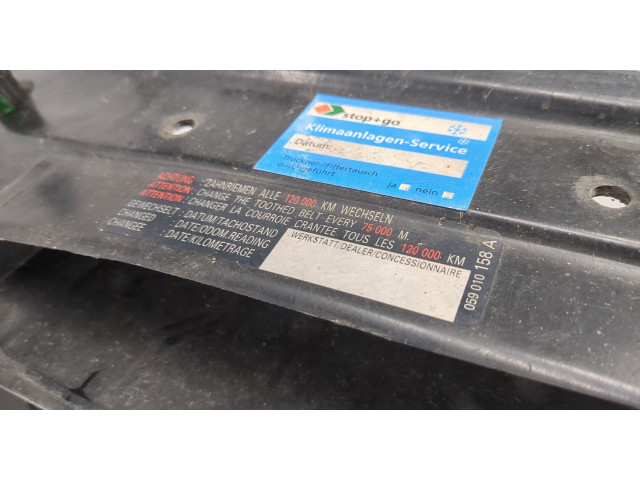 stop+go
Klimaanlagen-Service
Datum:
Trockner-/Filtertausch
durchgeführt
ja nein
ACHTUNG :ZAHNRIEMEN ALLE 120 000 KM WECHSELN
ATTENTION: CHANGE THE TOOTHED BELT EVERY 75 000 M.
ATTENTION: CHANGER LA COURROIE CRANTEE TOUS LES 120 000 KM
GEWECHSELT : DATUM/TACHOSTAND
CHANGED : DATE/ODOM.READING
CHANGEE : DATE/KILOMETRAGE
WERKSTATT/DEALER/CONCESSIONNAIRE
059 010 158 A